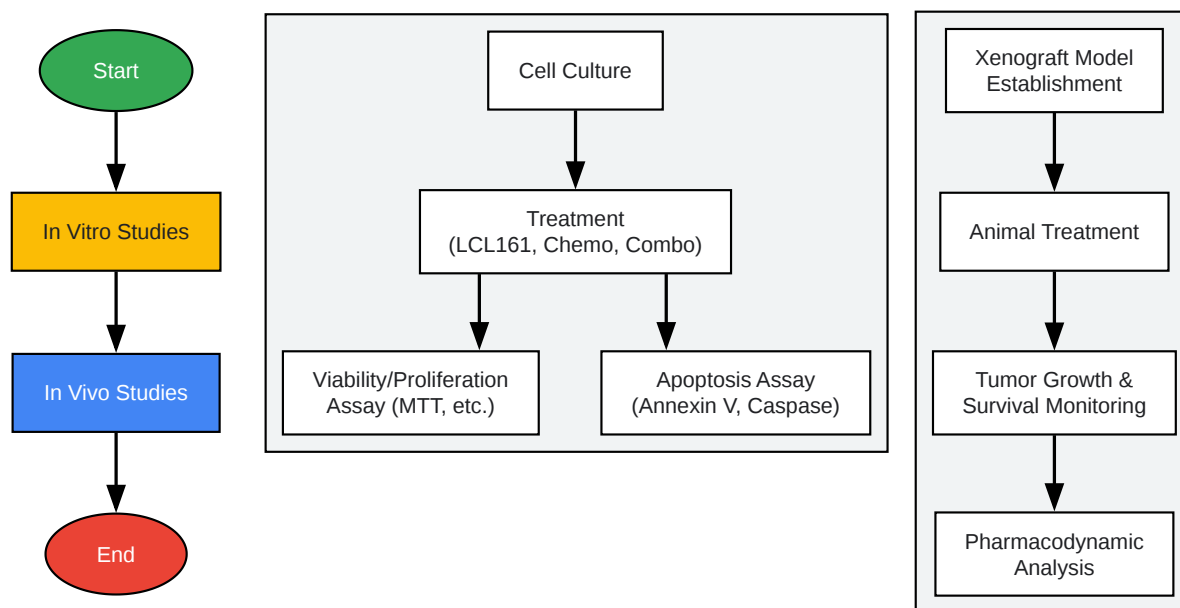 Start
In Vitro Studies
In Vivo Studies
End
Cell Culture
Treatment
(LCL161, Chemo, Combo)
Viability/Proliferation
Assay (MTT, etc.)
Apoptosis Assay
(Annexin V, Caspase)
Xenograft Model
Establishment
Animal Treatment
Tumor Growth &
Survival Monitoring
Pharmacodynamic
Analysis